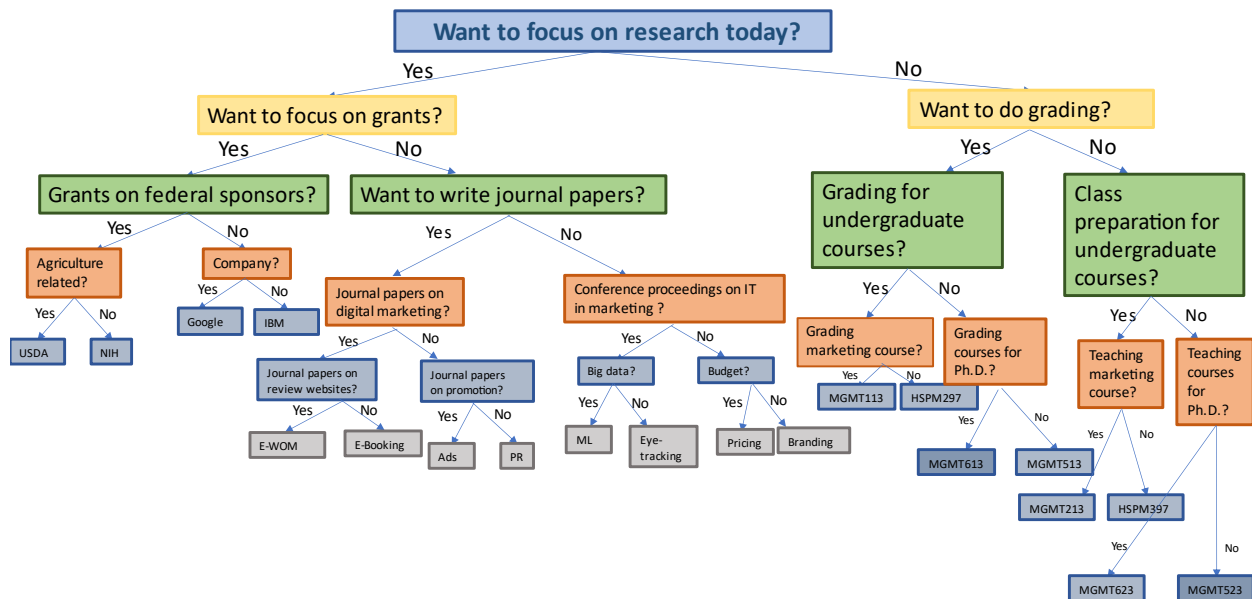 Want to focus on research today?
Yes
No
Want to focus on grants?
Want to do grading?
Yes
No
Yes
No
Grants on federal sponsors?
Want to write journal papers?
Grading for
undergraduate
courses?
Class
preparation for
undergraduate
courses?
Yes
No
Yes
No
Agriculture
related?
Company?
Journal papers on
digital marketing?
Conference proceedings on IT
in marketing ?
Yes
No
Yes
No
Yes
No
Yes
No
USDA
NIH
Google
IBM
Grading
marketing course?
Grading
courses for
Ph.D.?
Teaching
marketing
course?
Teaching
courses
for
Ph.D.?
Yes
No
Yes
No
Journal papers on
review websites?
Journal papers
on promotion?
Big data?
Budget?
Yes
No
MGMT113
HSPM297
Yes
No
Yes
No
Yes
No
Yes
No
E-WOM
E-Booking
Ads
PR
ML
Eye-
tracking
Pricing
Branding
Yes
No
Yes
No
MGMT613
MGMT513
MGMT213
HSPM397
Yes
No
MGMT623
MGMT523